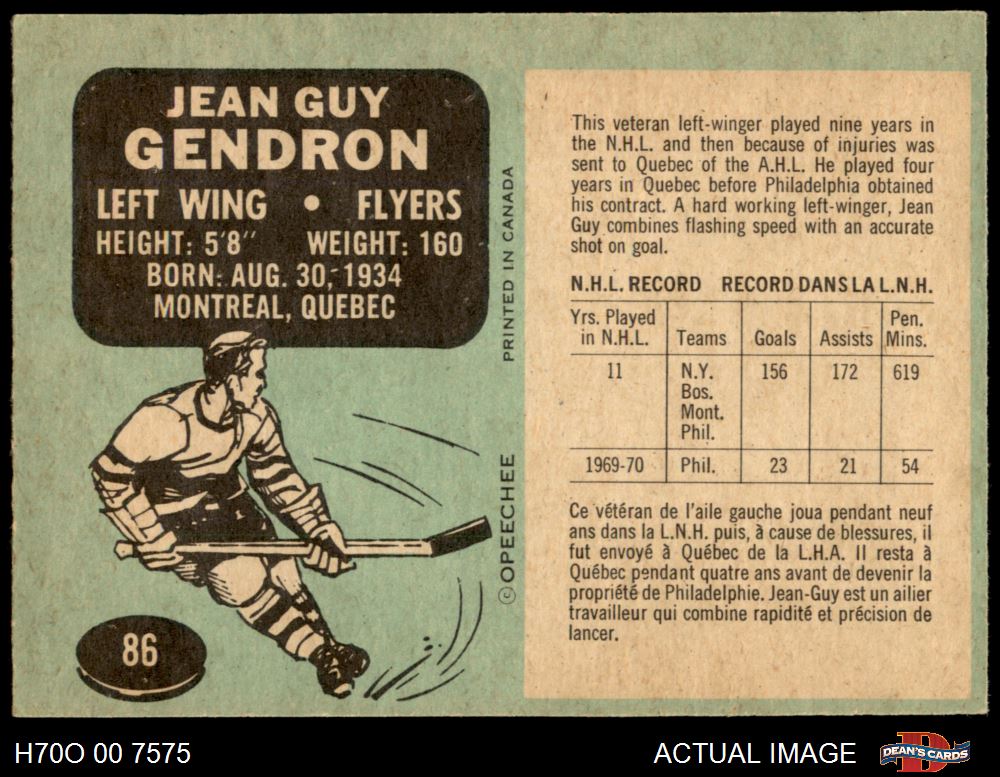 JEAN GUY
GENDRON
LEFT WING • FLYERS
HEIGHT: 5'8" WEIGHT: 160
BORN: AUG. 30, 1934
MONTREAL, QUEBEC
86
©OPEECHEE PRINTED IN CANADA
This veteran left-winger played nine years in
the N.H.L. and then because of injuries was
sent to Quebec of the A.H.L. He played four
years in Quebec before Philadelphia obtained
his contract. A hard working left-winger, Jean
Guy combines flashing speed with an accurate
shot on goal.
N.H.L. RECORD RECORD DANS LA L.N.H.
Yrs. Played Pen.
in N.H.L. Teams Goals Assists Mins.
11 N.Y. 156 172 619
Bos.
Mont.
Phil.
1969-70 Phil. 23 21 54
Ce vétéran de l'aile gauche joua pendant neuf
ans dans la L.N.H. puis, à cause de blessures, il
fut envoyé à Québec de la L.H.A. Il resta à
Québec pendant quatre ans avant de devenir la
propriété de Philadelphie. Jean-Guy est un ailier
travailleur qui combine rapidité et précision de
lancer.
H70O 00 7575 ACTUAL IMAGE DEAN'S CARDS